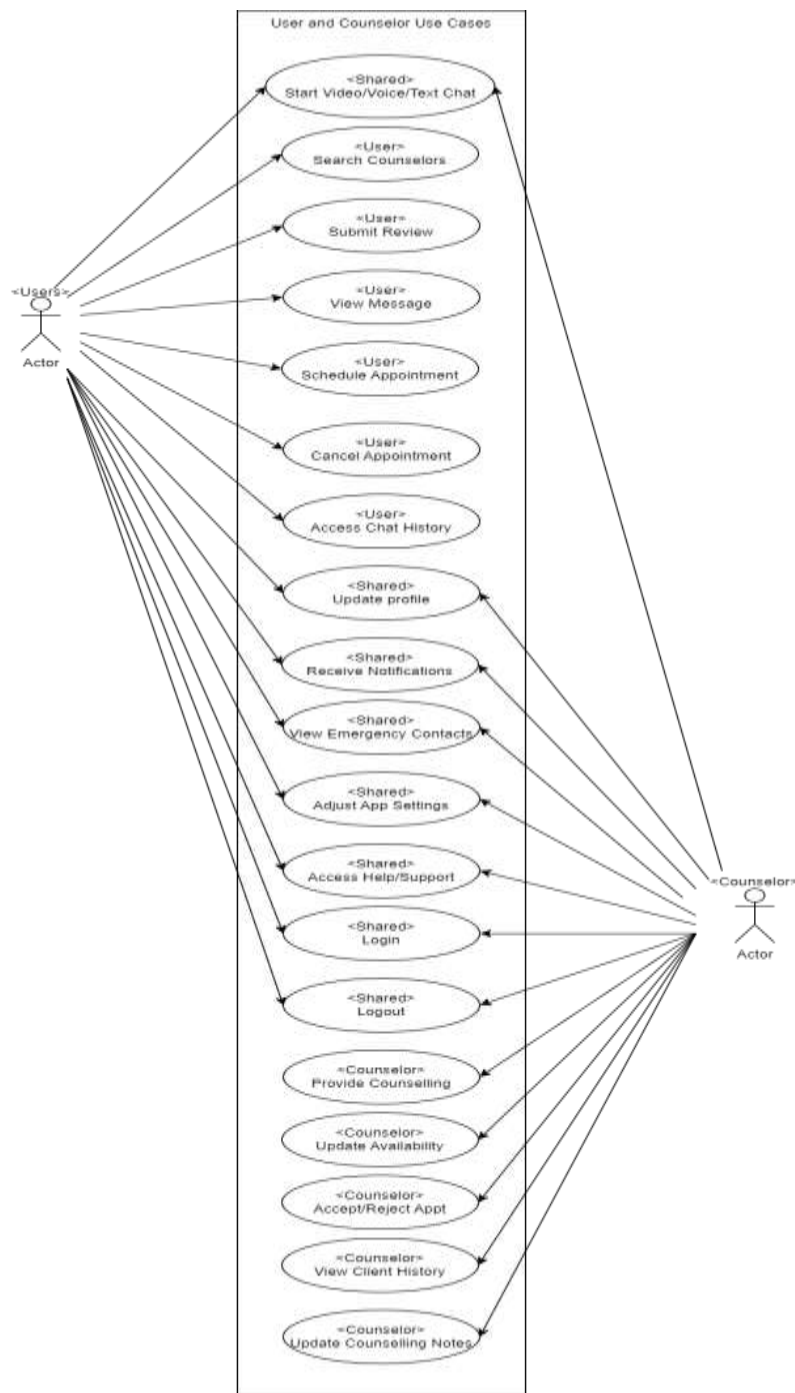 User and Counselor Use Cases
<Shared>
Start Video/Voice/Text Chat
<User>
Search Counselors
<User>
Submit Review
<User>
View Message
<Users>
Actor
<User>
Schedule Appointment
<User>
Cancel Appointment
<User>
Access Chat History
<Shared>
Update profile
<Shared>
Receive Notifications
<Shared>
View Emergency Contacts
<Shared>
Adjust App Settings
<Shared>
Access Help/Support
<Counselor>
Actor
<Shared>
Login
<Shared>
Logout
<Counselor>
Provide Counselling
<Counselor>
Update Availability
<Counselor>
Accept/Reject Appt
<Counselor>
View Client History
<Counselor>
Update Counselling Notes